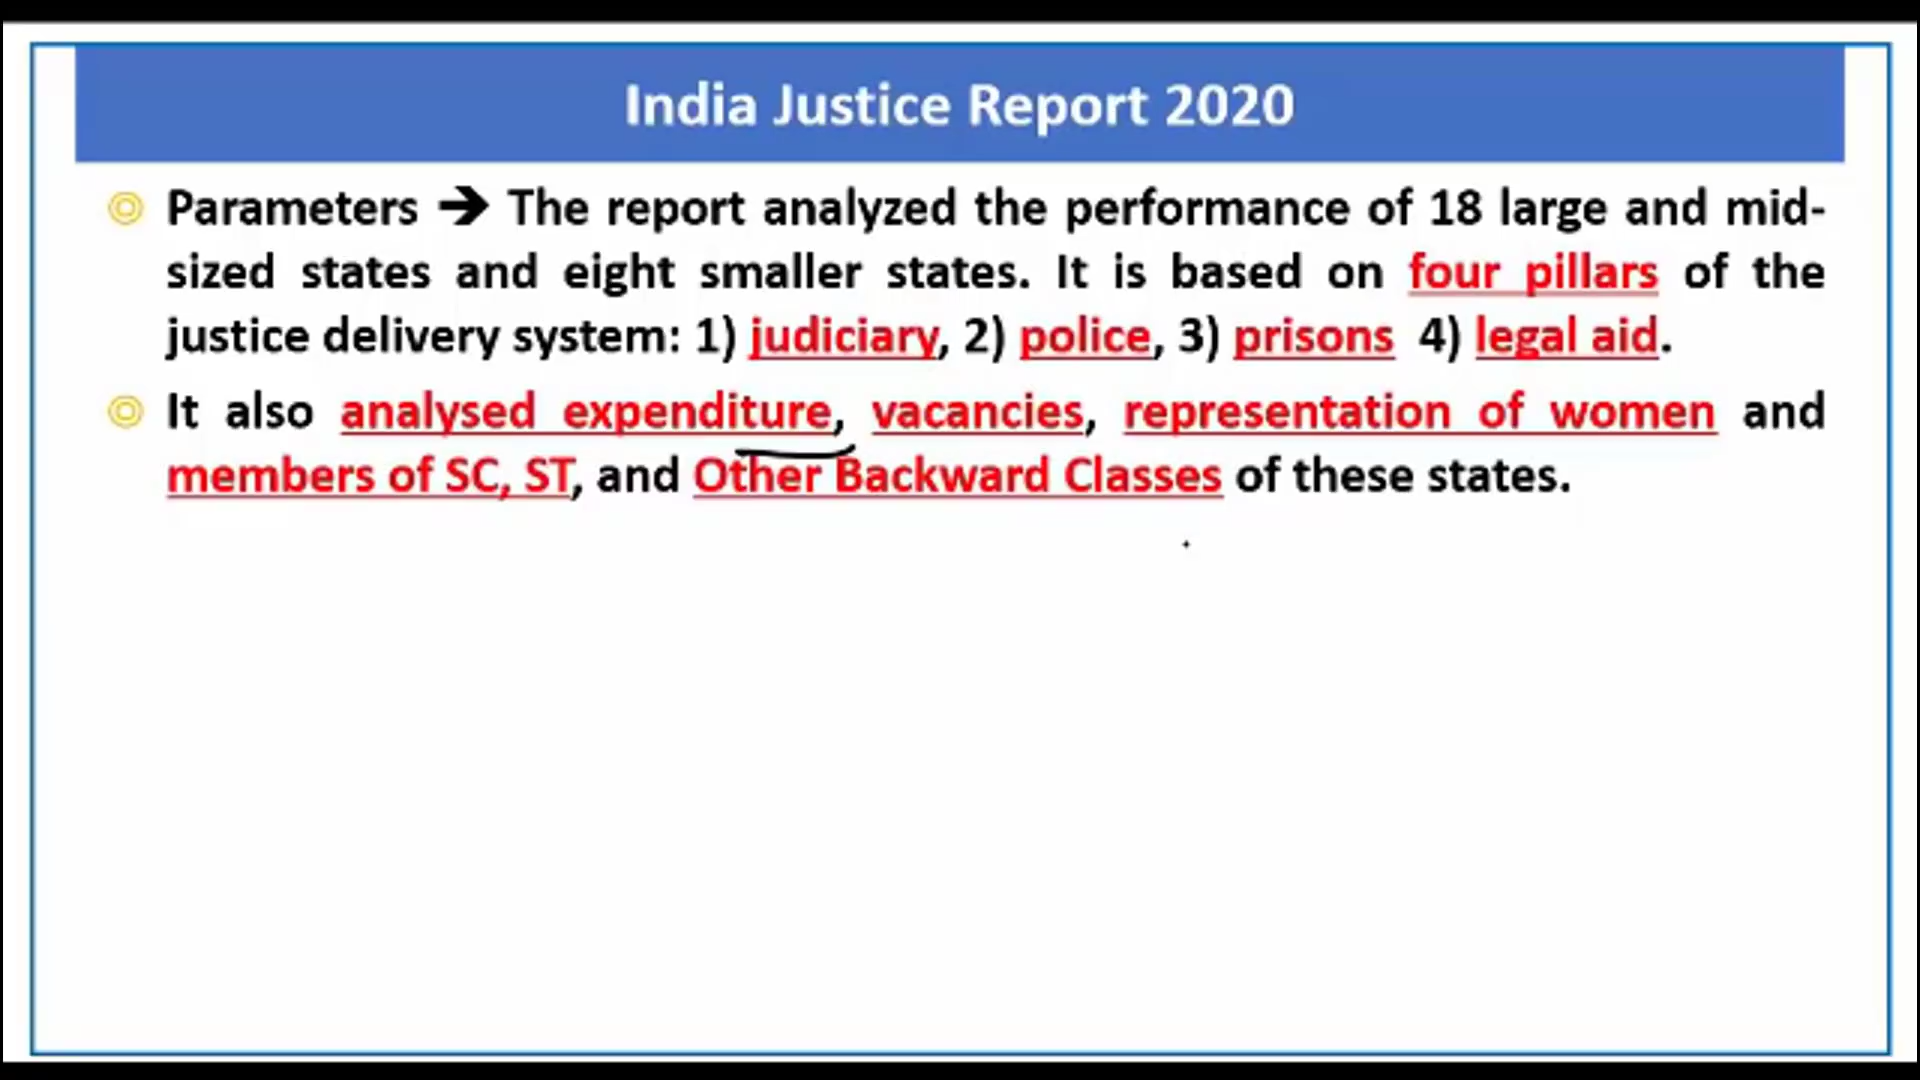 India Justice Report 2020
Parameters ➔ The report analyzed the performance of 18 large and mid-
sized states and eight smaller states. It is based on four pillars of the
justice delivery system: 1) judiciary, 2) police, 3) prisons 4) legal aid.
It also analysed expenditure, vacancies, representation of women and
members of SC, ST, and Other Backward Classes of these states.